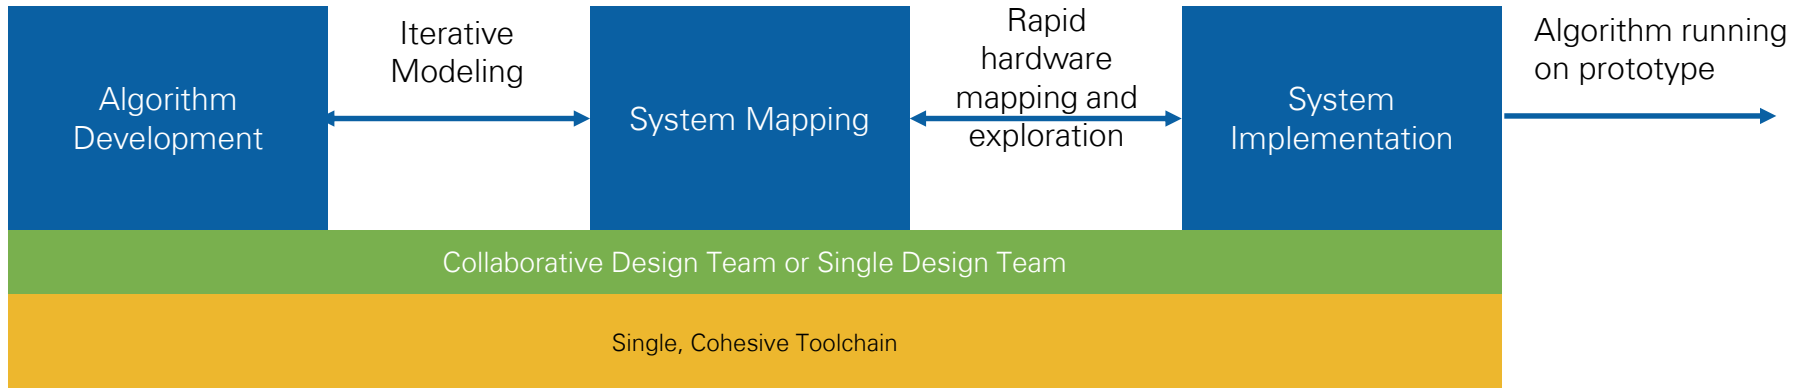 Algorithm
Development
Iterative
Modeling
System Mapping
Rapid
hardware
mapping and
exploration
System
Implementation
Algorithm running
on prototype
Collaborative Design Team or Single Design Team
Single, Cohesive Toolchain